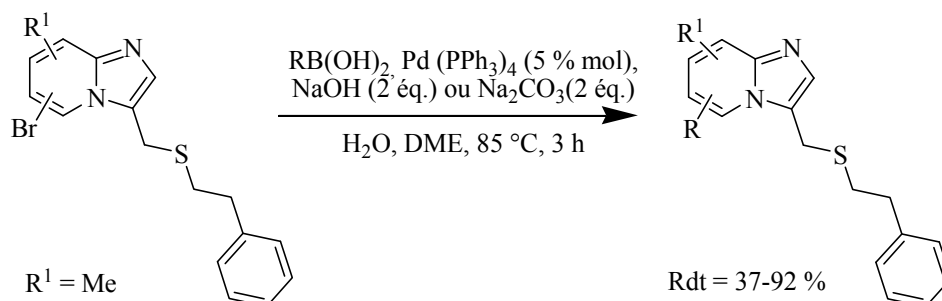 R¹
N
N
Br
S
R¹ = Me
RB(OH)₂, Pd (PPh₃)₄ (5 % mol),
NaOH (2 éq.) ou Na₂CO₃(2 éq.)
H₂O, DME, 85 °C, 3 h
R¹
N
N
R
S
Rdt = 37-92 %